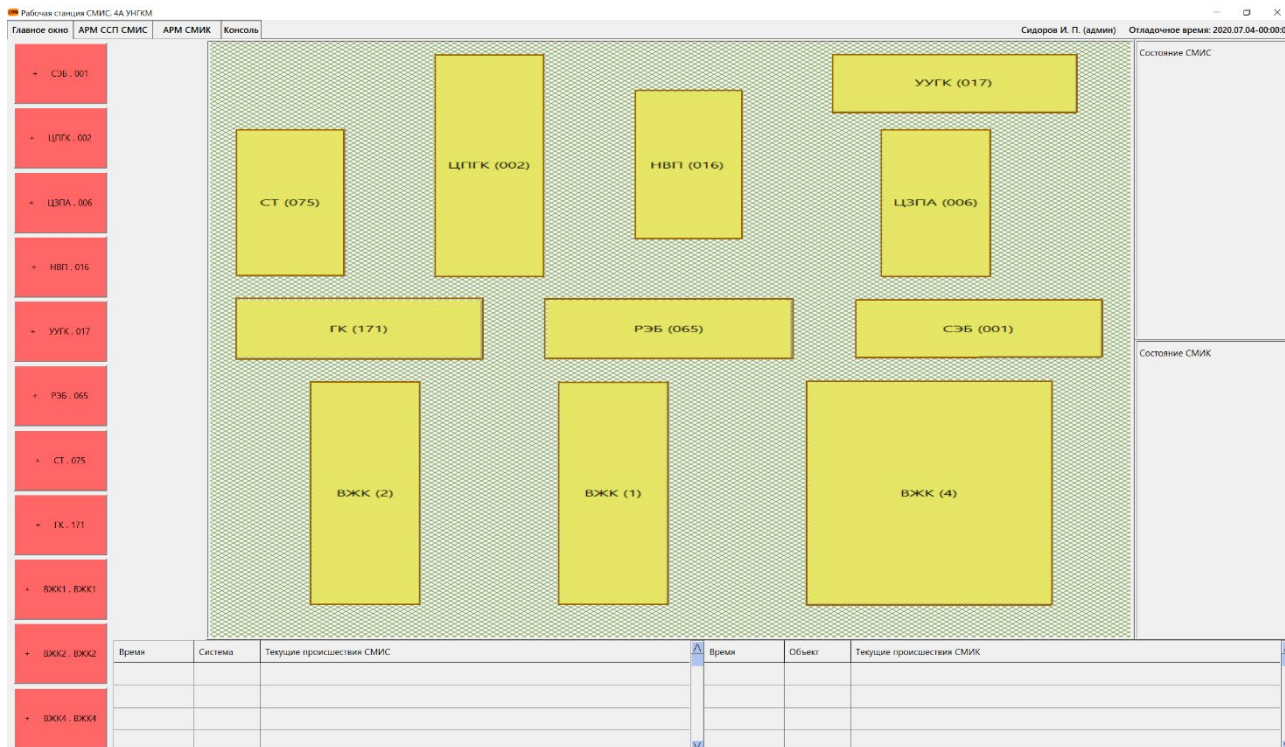 Рабочая станция СМИС. 4А УНГКМ
Главное окно
АРМ ССП СМИС
АРМ СМИК
Консоль
Сидоров И. П. (админ)
Отладочное время: 2020.07.04-00:00:0
+ СЭБ . 001
+ ЦПГК . 002
+ ЦЗПА . 006
+ НВП . 016
+ УУГК . 017
+ РЭБ . 065
+ СТ . 075
+ ГК . 171
+ ВЖК1 . ВЖК1
+ ВЖК2 . ВЖК2
+ ВЖК4 . ВЖК4
УУГК (017)
ЦПГК (002)
НВП (016)
СТ (075)
ЦЗПА (006)
ГК (171)
РЭБ (065)
СЭБ (001)
ВЖК (2)
ВЖК (1)
ВЖК (4)
Состояние СМИС
Состояние СМИК
Время
Система
Текущие происшествия СМИС
Время
Объект
Текущие происшествия СМИК